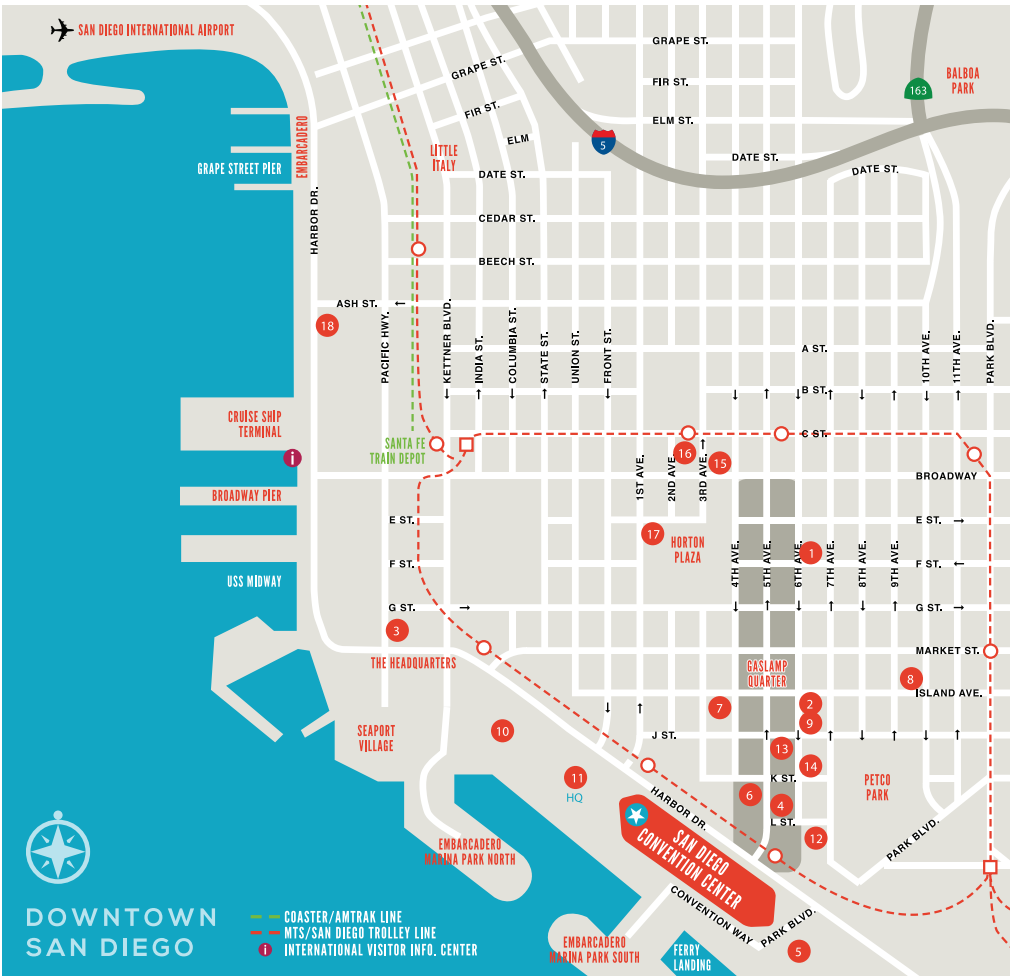 SAN DIEGO INTERNATIONAL AIRPORT
GRAPE ST.
GRAPE ST.
FIR ST.
FIR ST.
163
BALBOA
PARK
ELM ST.
ELM
5
EMBARCADERO
LITTLE
ITALY
GRAPE STREET PIER
DATE ST.
DATE ST.
DATE ST.
HARBOR DR.
CEDAR ST.
BEECH ST.
ASH ST.
18
PACIFIC HWY.
KETTNER BLVD.
INDIA ST.
COLUMBIA ST.
STATE ST.
UNION ST.
FRONT ST.
A ST.
10TH AVE.
11TH AVE.
PARK BLVD.
B ST.
CRUISE SHIP
TERMINAL
SANTA FE
TRAIN DEPOT
C ST.
i
16
15
1ST AVE.
2ND AVE.
3RD AVE.
BROADWAY
BROADWAY PIER
E ST.
E ST.
17
HORTON
PLAZA
4TH AVE.
5TH AVE.
6TH AVE.
1
7TH AVE.
8TH AVE.
9TH AVE.
F ST.
F ST.
USS MIDWAY
G ST.
G ST.
3
THE HEADQUARTERS
MARKET ST.
GASLAMP
QUARTER
8
ISLAND AVE.
7
2
9
SEAPORT
VILLAGE
10
J ST.
13
14
11
HQ
K ST.
PETCO
PARK
6
4
HARBOR DR.
L ST.
12
PARK BLVD.
SAN DIEGO
CONVENTION CENTER
EMBARCADERO
MARINA PARK NORTH
CONVENTION WAY
PARK BLVD.
5
EMBARCADERO
MARINA PARK SOUTH
FERRY
LANDING
DOWNTOWN
SAN DIEGO
COASTER/AMTRAK LINE
MTS/SAN DIEGO TROLLEY LINE
i INTERNATIONAL VISITOR INFO. CENTER